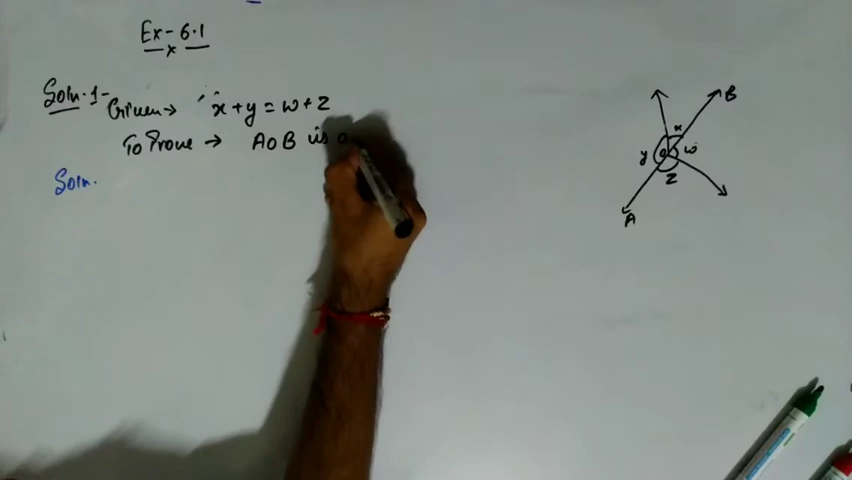 Ex-6.1
x
Soln.1- Given → x+y=w+z
To Prove → AOB is a
Soln.
B
x
y
O
w
z
A